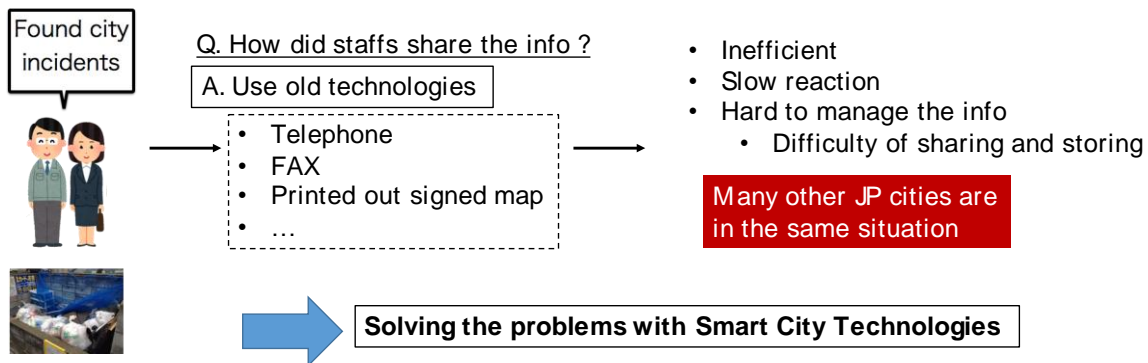 Found city
incidents
Q. How did staffs share the info ?
A. Use old technologies
• Telephone
• FAX
• Printed out signed map
• …
• Inefficient
• Slow reaction
• Hard to manage the info
• Difficulty of sharing and storing
Many other JP cities are
in the same situation
Solving the problems with Smart City Technologies